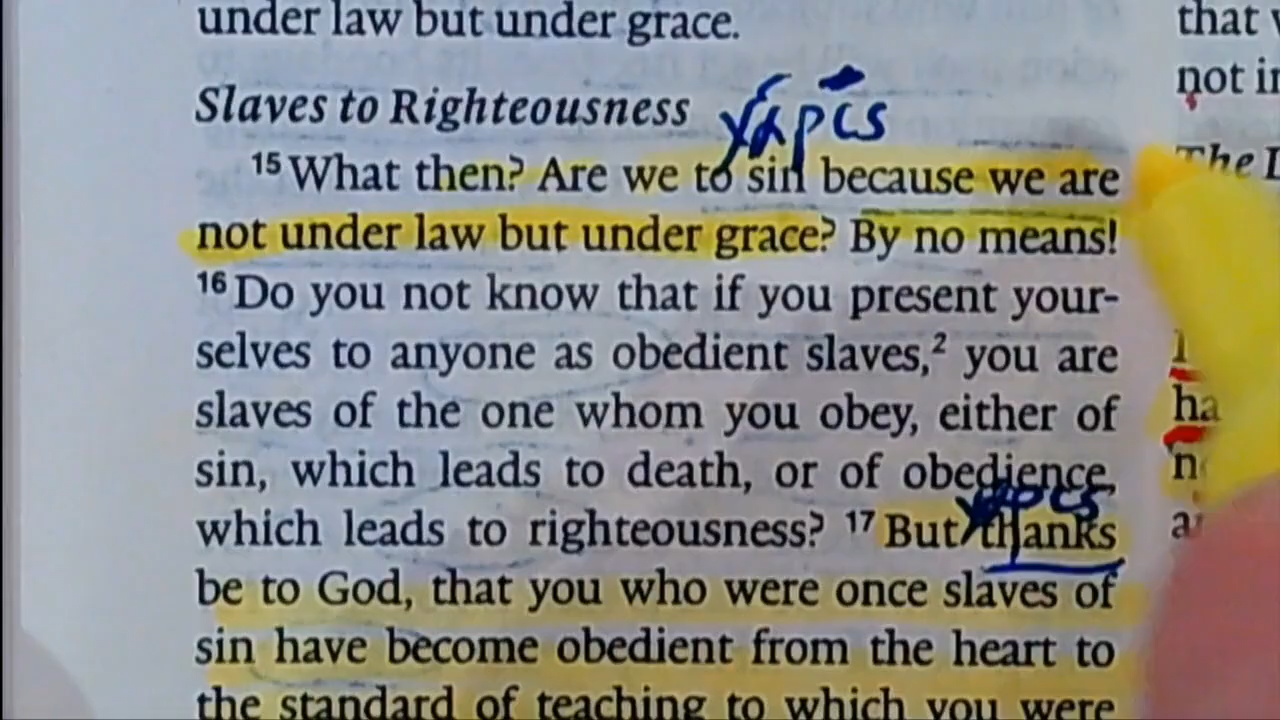 under law but under grace.
Slaves to Righteousness χάρις
15 What then? Are we to sin because we are
not under law but under grace? By no means!
16 Do you not know that if you present your-
selves to anyone as obedient slaves,2 you are
slaves of the one whom you obey, either of
sin, which leads to death, or of obedience,
χάρις
which leads to righteousness? 17 But thanks
be to God, that you who were once slaves of
sin have become obedient from the heart to
the standard of teaching to which you were
that
not
The